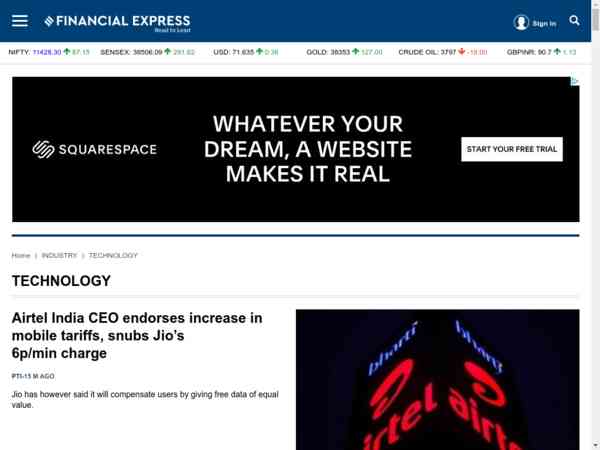 FINANCIAL EXPRESS
Read to Lead
Sign in
NIFTY: 11428.30 87.15 SENSEX: 38506.09 291.62 USD: 71.635 0.36 GOLD: 38353 127.00 CRUDE OIL: 3797 -19.00 GBPINR: 90.7 1.13
SQUARESPACE
WHATEVER YOUR
DREAM, A WEBSITE
MAKES IT REAL
START YOUR FREE TRIAL
Home | INDUSTRY | TECHNOLOGY
TECHNOLOGY
Airtel India CEO endorses increase in
mobile tariffs, snubs Jio’s
6p/min charge
PTI-15 M AGO
Jio has however said it will compensate users by giving free data of equal
value.
bharti
bharti
airtel
airtel